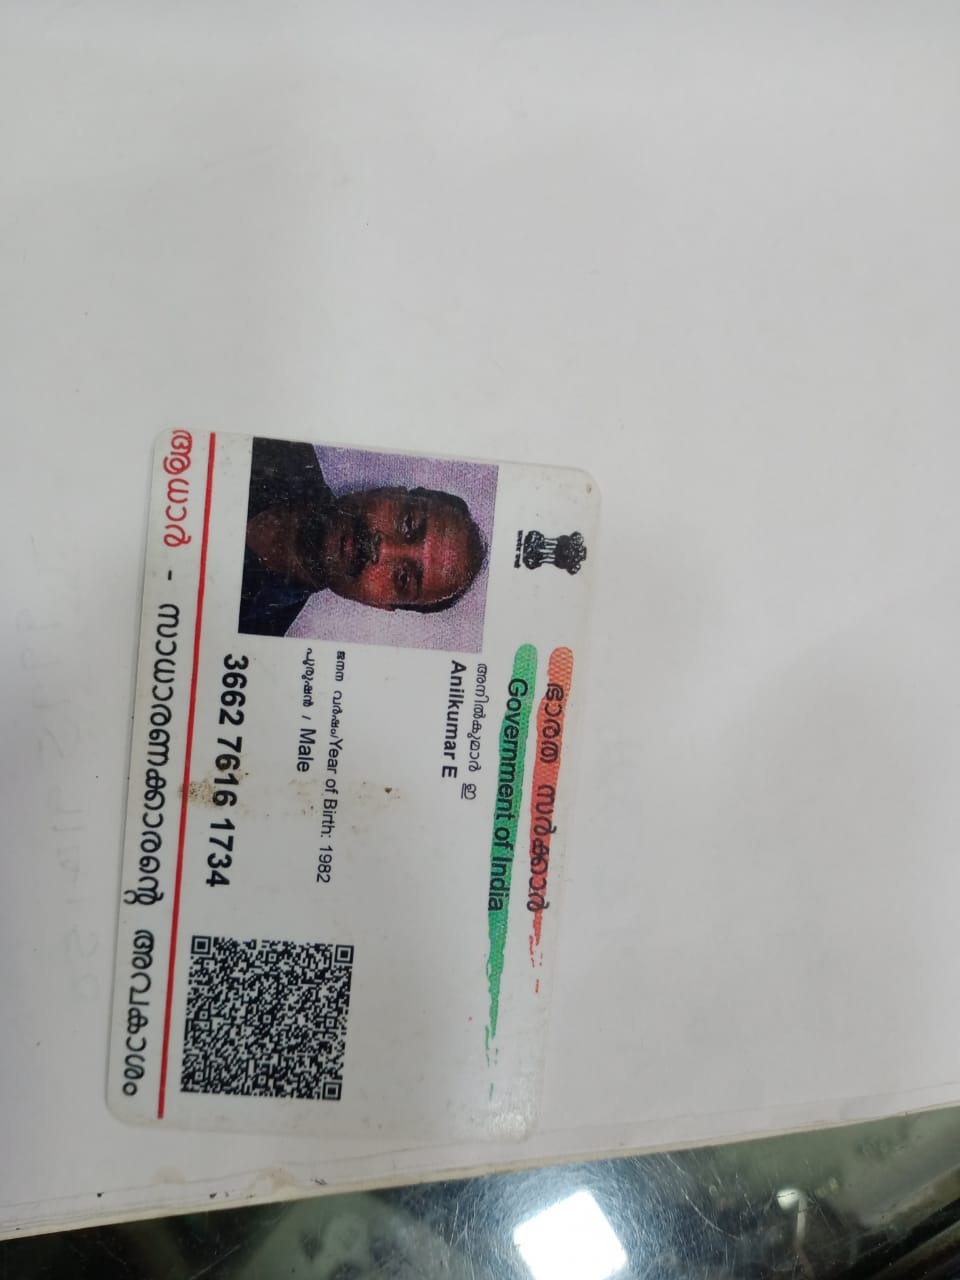 ഭാരത സർക്കാർ
Government of India
അനിൽകുമാർ ഇ
Anilkumar E
ജനന വർഷം/Year of Birth: 1982
പുരുഷൻ / Male
3662 7616 1734
ആധാർ - സാധാരണക്കാരന്റെ അവകാശം